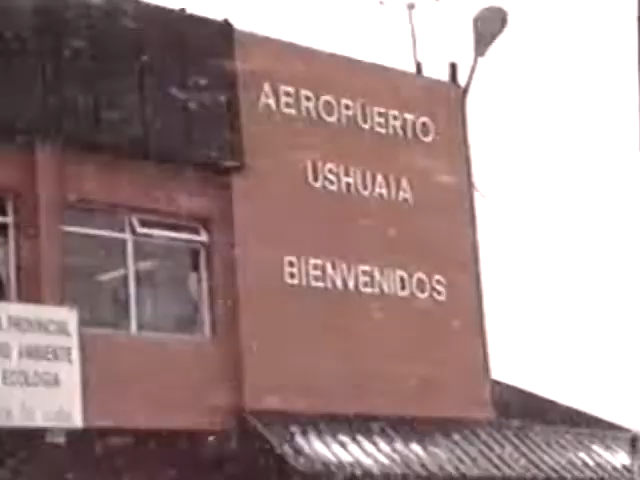 AEROPUERTO
USHUAIA
BIENVENIDOS
PROVINCIAL
AMBIENTE
ECOLOGIA